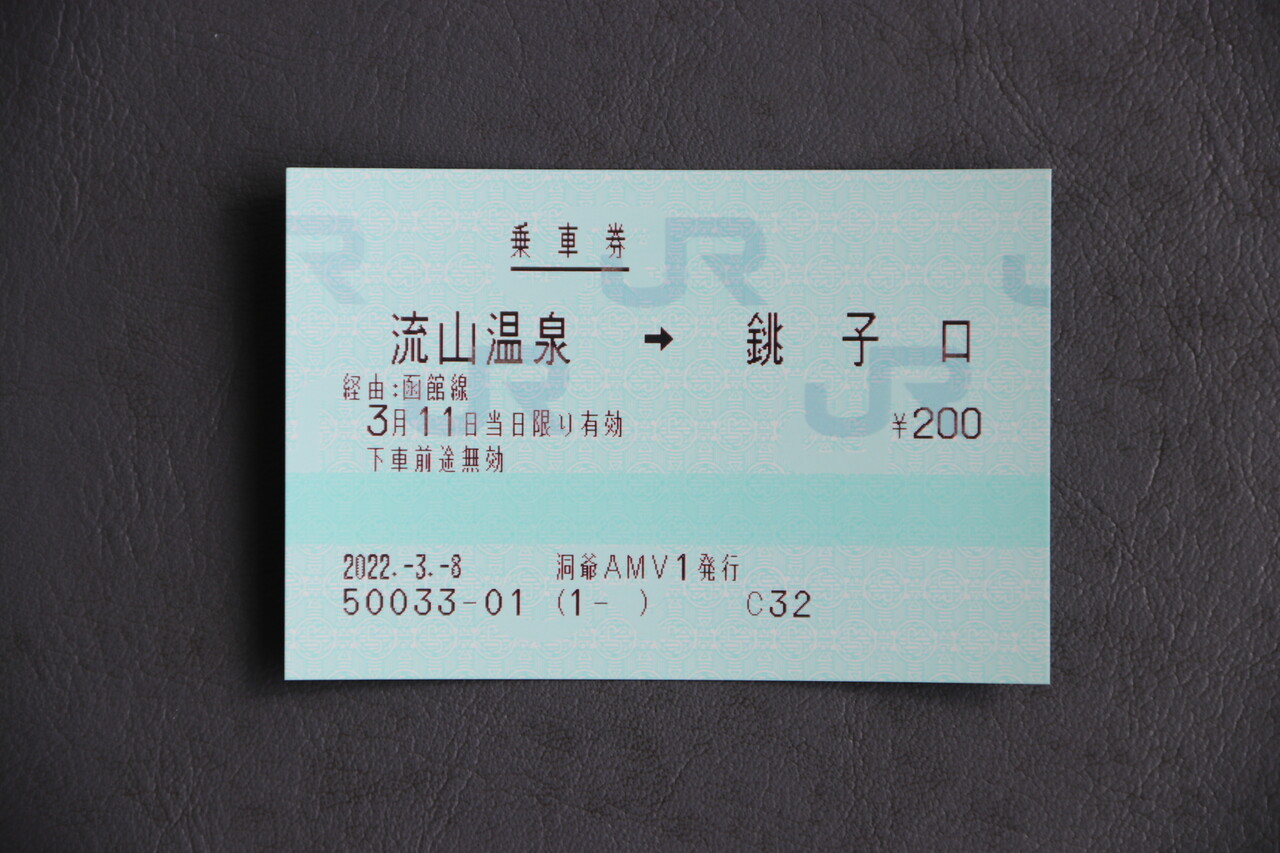 乗車券
流山温泉 → 銚子口
経由:函館線
3月11日当日限り有効 ¥200
下車前途無効
2022.-3.-8 洞爺AMV1発行
50033-01 (1- ) C32